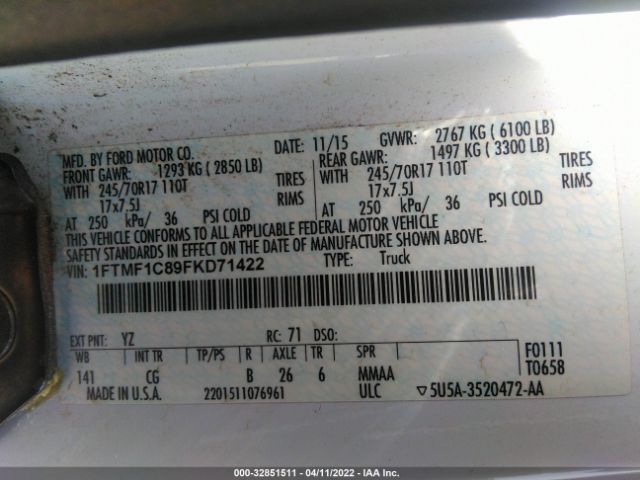 MFD. BY FORD MOTOR CO. DATE: 11/15 GVWR: 2767 KG ( 6100 LB)
FRONT GAWR: 1293 KG ( 2850 LB) REAR GAWR: 1497 KG ( 3300 LB)
WITH 245/70R17 110T TIRES WITH 245/70R17 110T TIRES
17x7.5J RIMS 17x7.5J RIMS
AT 250 kPa/ 36 PSI COLD AT 250 kPa/ 36 PSI COLD
THIS VEHICLE CONFORMS TO ALL APPLICABLE FEDERAL MOTOR VEHICLE
SAFETY STANDARDS IN EFFECT ON THE DATE OF MANUFACTURE SHOWN ABOVE.
VIN: 1FTMF1C89FKD71422 TYPE: Truck
EXT PNT: YZ RC: 71 DSO:
WB INT TR TP/PS R AXLE TR SPR F0111
141 CG B 26 6 MMAA T0658
MADE IN U.S.A. 2201511076961 ULC ▽5U5A-3520472-AA
000-32851511 - 04/11/2022 - IAA Inc.